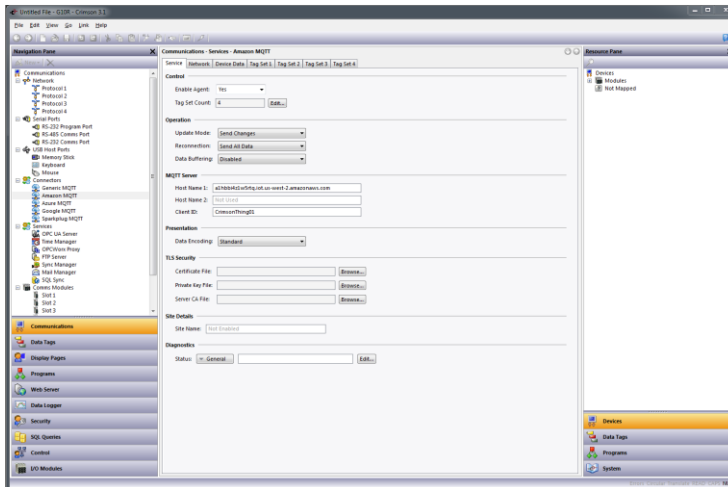 Untitled File - G10R - Crimson 3.1
File Edit View Go Link Help
Navigation Pane
Communications
Network
Protocol 1
Protocol 2
Protocol 3
Protocol 4
Serial Ports
RS-232 Program Port
RS-485 Comms Port
RS-232 Comms Port
USB Host Ports
Memory Stick
Keyboard
Mouse
Connectors
Generic MQTT
Amazon MQTT
Azure MQTT
Google MQTT
Sparkplug MQTT
Services
OPC UA Server
Time Manager
OPCWorx Proxy
FTP Server
Sync Manager
Mail Manager
SQL Sync
Comms Modules
Slot 1
Slot 2
Slot 3
Communications
Data Tags
Display Pages
Programs
Web Server
Data Logger
Security
SQL Queries
Control
I/O Modules
Communications - Services - Amazon MQTT
Service Network Device Data Tag Set 1 Tag Set 2 Tag Set 3 Tag Set 4
Control
Enable Agent: Yes
Tag Set Count: 4 Edit...
Operation
Update Mode: Send Changes
Reconnection: Send All Data
Data Buffering: Disabled
MQTT Server
Host Name 1:
Host Name 2: Not Used
Client ID: CrimsonThing01
Presentation
Data Encoding: Standard
TLS Security
Certificate File: Browse...
Private Key File: Browse...
Server CA File: Browse...
Site Details
Site Name: Not Enabled
Diagnostics
Status: General Edit...
Resource Pane
Devices
Modules
Not Mapped
Devices
Data Tags
Programs
System